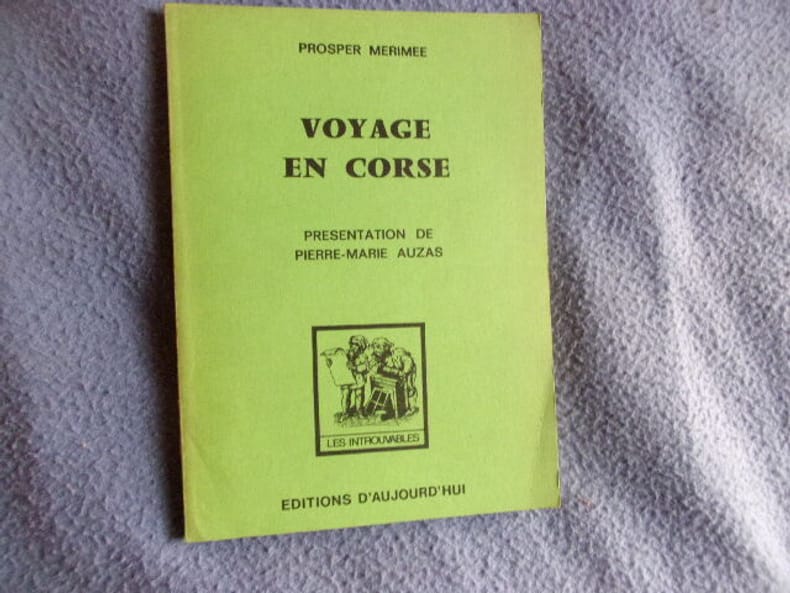 PROSPER MERIMEE
VOYAGE
EN CORSE
PRESENTATION DE
PIERRE-MARIE AUZAS
LES INTROUVABLES
EDITIONS D'AUJOURD'HUI